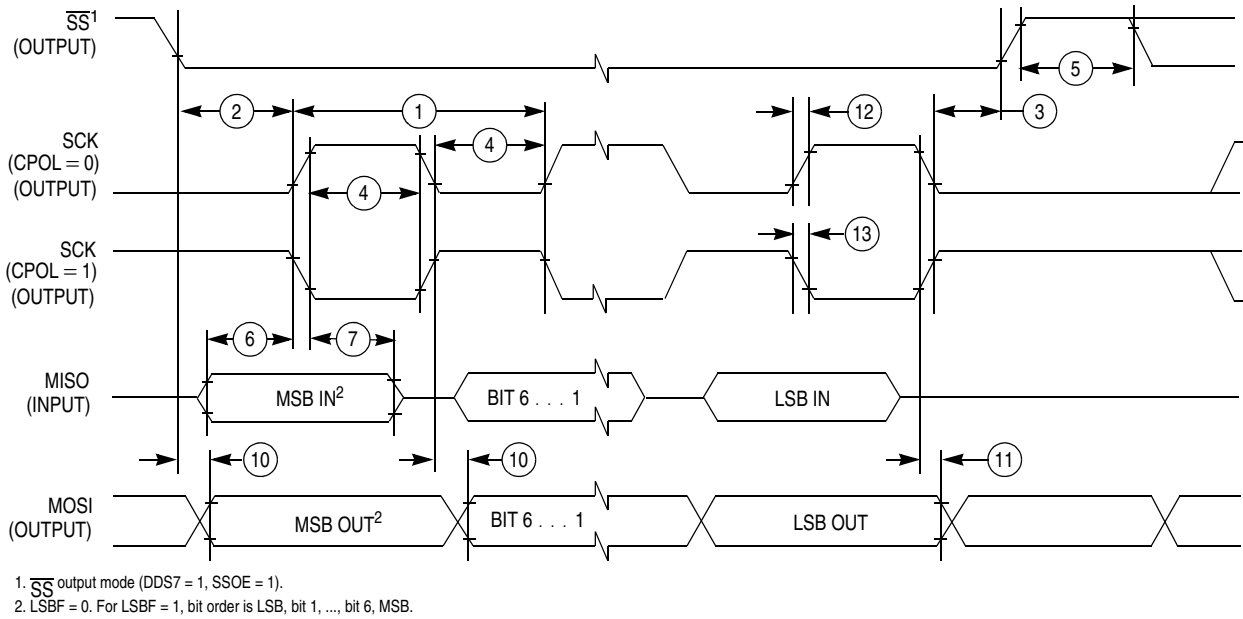 SS¹
(OUTPUT)
5
2
1
12
3
SCK
(CPOL = 0)
(OUTPUT)
4
4
SCK
(CPOL = 1)
(OUTPUT)
13
6
7
MISO
(INPUT)
MSB IN²
BIT 6 . . . 1
LSB IN
10
10
11
MOSI
(OUTPUT)
MSB OUT²
BIT 6 . . . 1
LSB OUT
1. SS output mode (DDS7 = 1, SSOE = 1).
2. LSBF = 0. For LSBF = 1, bit order is LSB, bit 1, ..., bit 6, MSB.